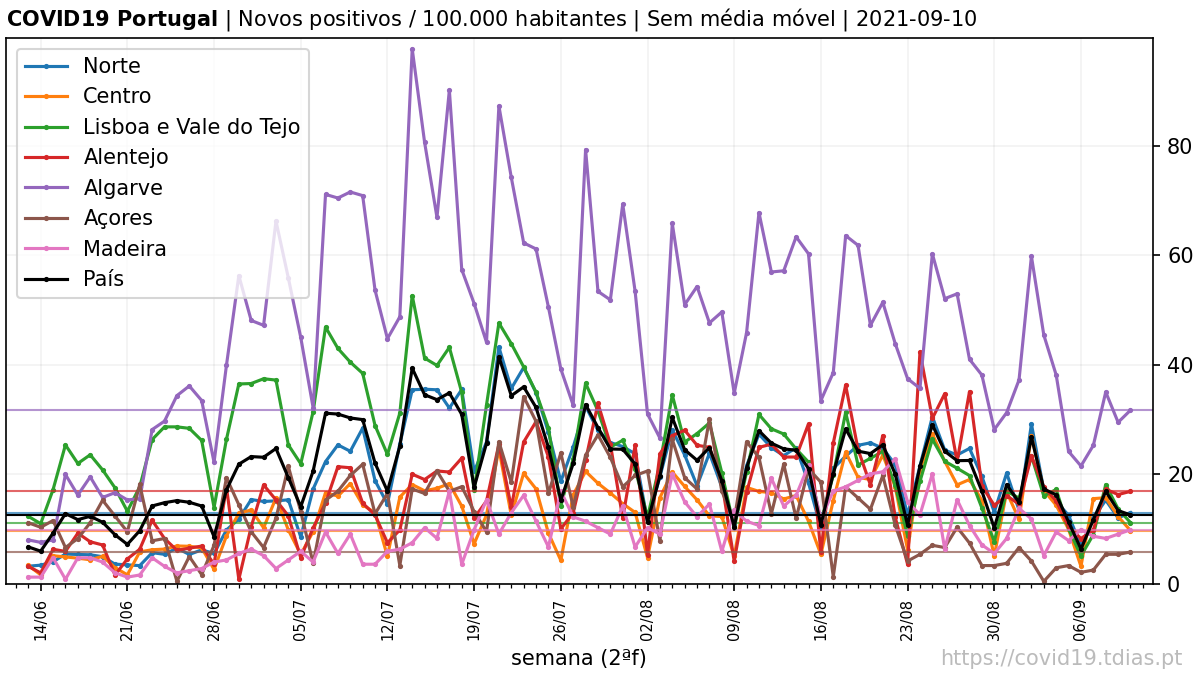 COVID19 Portugal | Novos positivos / 100.000 habitantes | Sem média móvel | 2021-09-10
Norte
Centro
Lisboa e Vale do Tejo
Alentejo
Algarve
Açores
Madeira
País
80
60
40
20
0
14/06
21/06
28/06
05/07
12/07
19/07
26/07
02/08
09/08
16/08
23/08
30/08
06/09
semana (2ªf)
https://covid19.tdias.pt